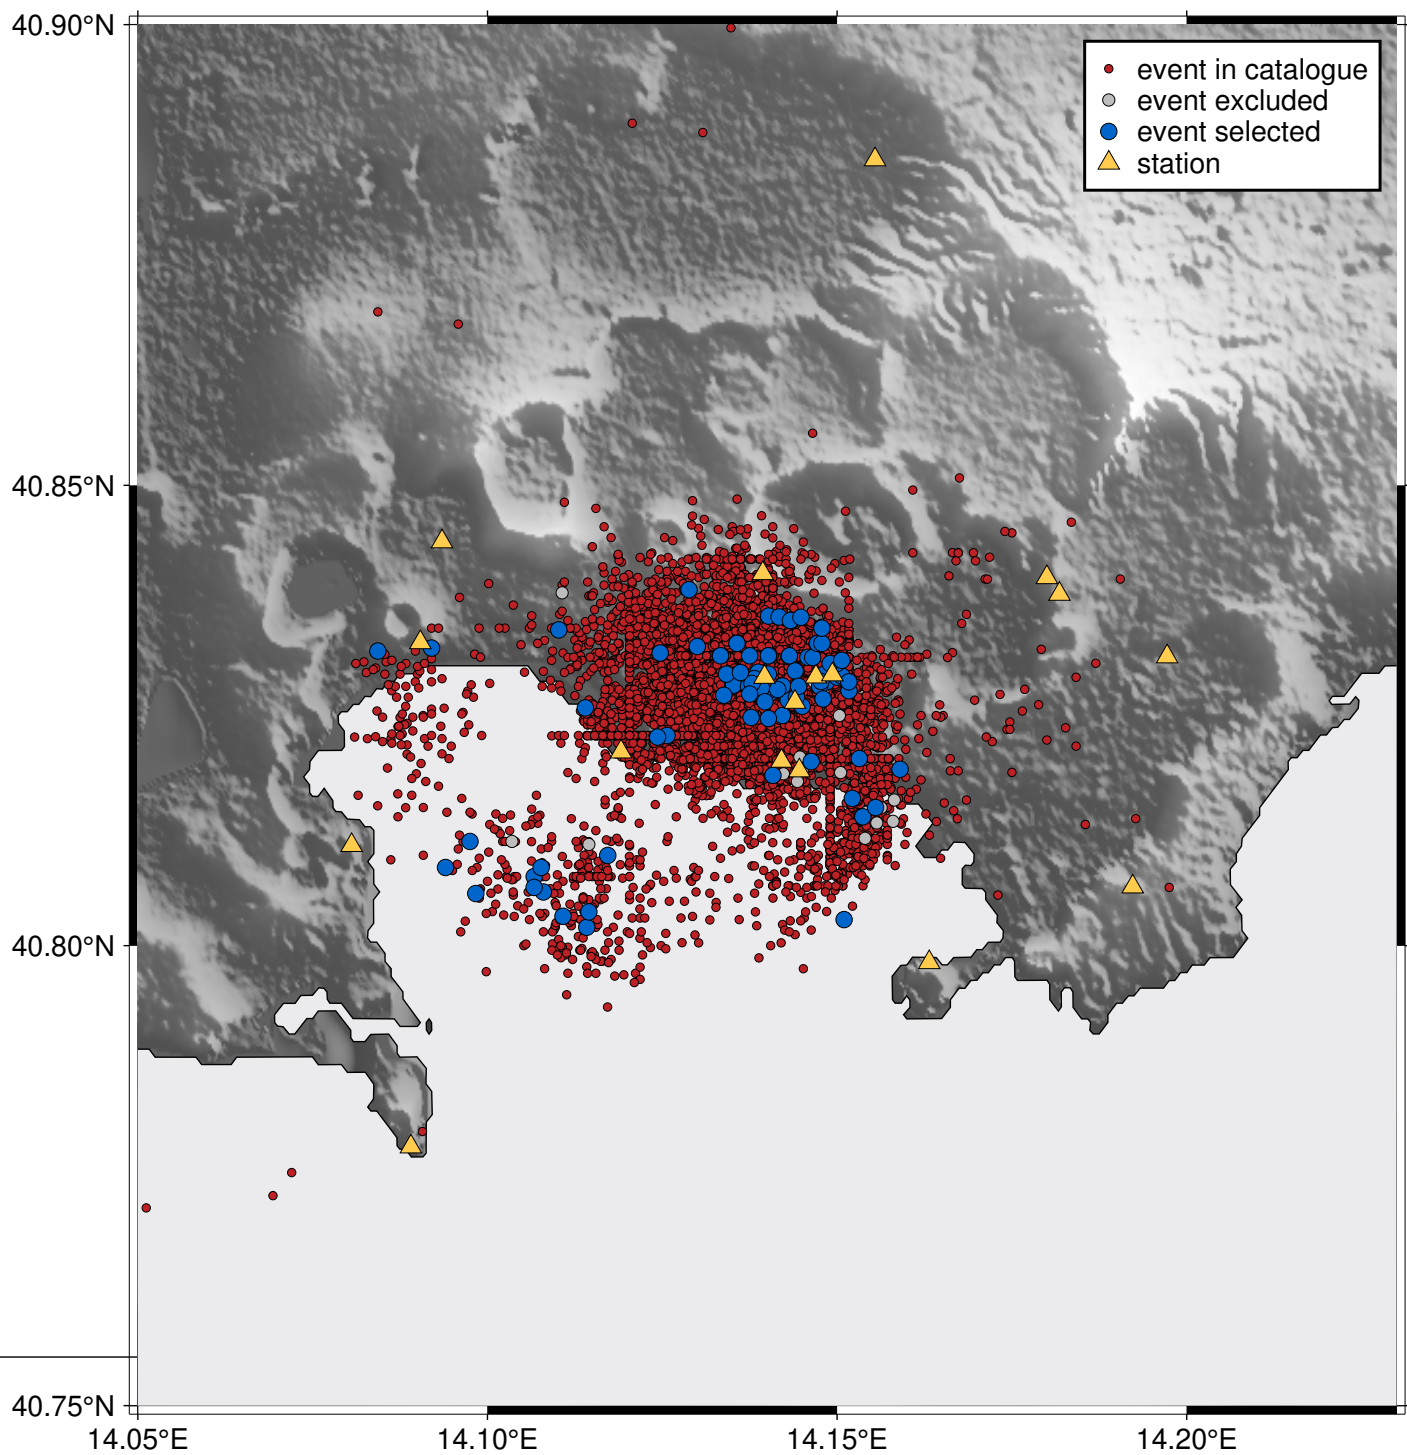 40.90°N
event in catalogue
event excluded
event selected
station
40.85°N
40.80°N
40.75°N
14.05°E 14.10°E 14.15°E 14.20°E